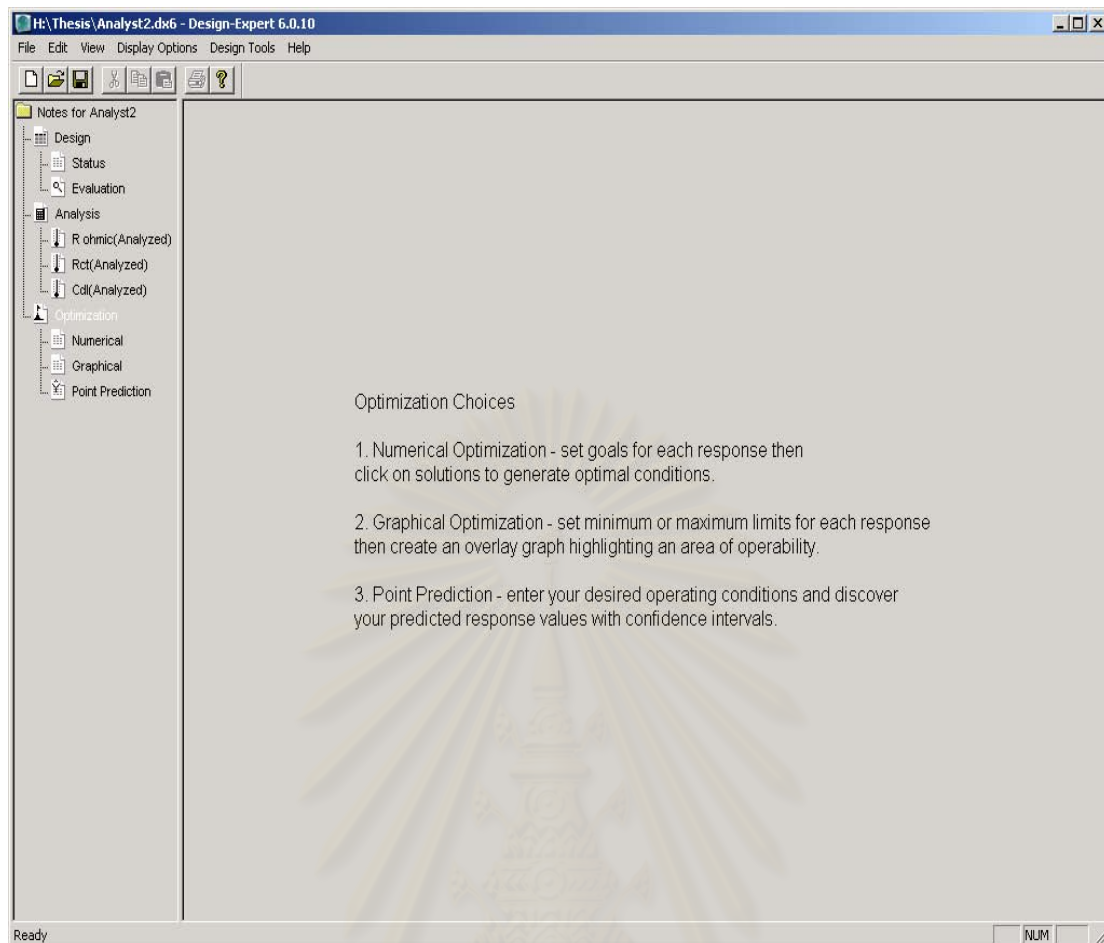 H:\Thesis\Analyst2.dx6 - Design-Expert 6.0.10
File Edit View Display Options Design Tools Help
Notes for Analyst2
Design
Status
Evaluation
Analysis
R ohmic(Analyzed)
Rct(Analyzed)
Cdl(Analyzed)
Optimization
Numerical
Graphical
Point Prediction
Optimization Choices
1. Numerical Optimization - set goals for each response then
click on solutions to generate optimal conditions.
2. Graphical Optimization - set minimum or maximum limits for each response
then create an overlay graph highlighting an area of operability.
3. Point Prediction - enter your desired operating conditions and discover
your predicted response values with confidence intervals.
Ready NUM